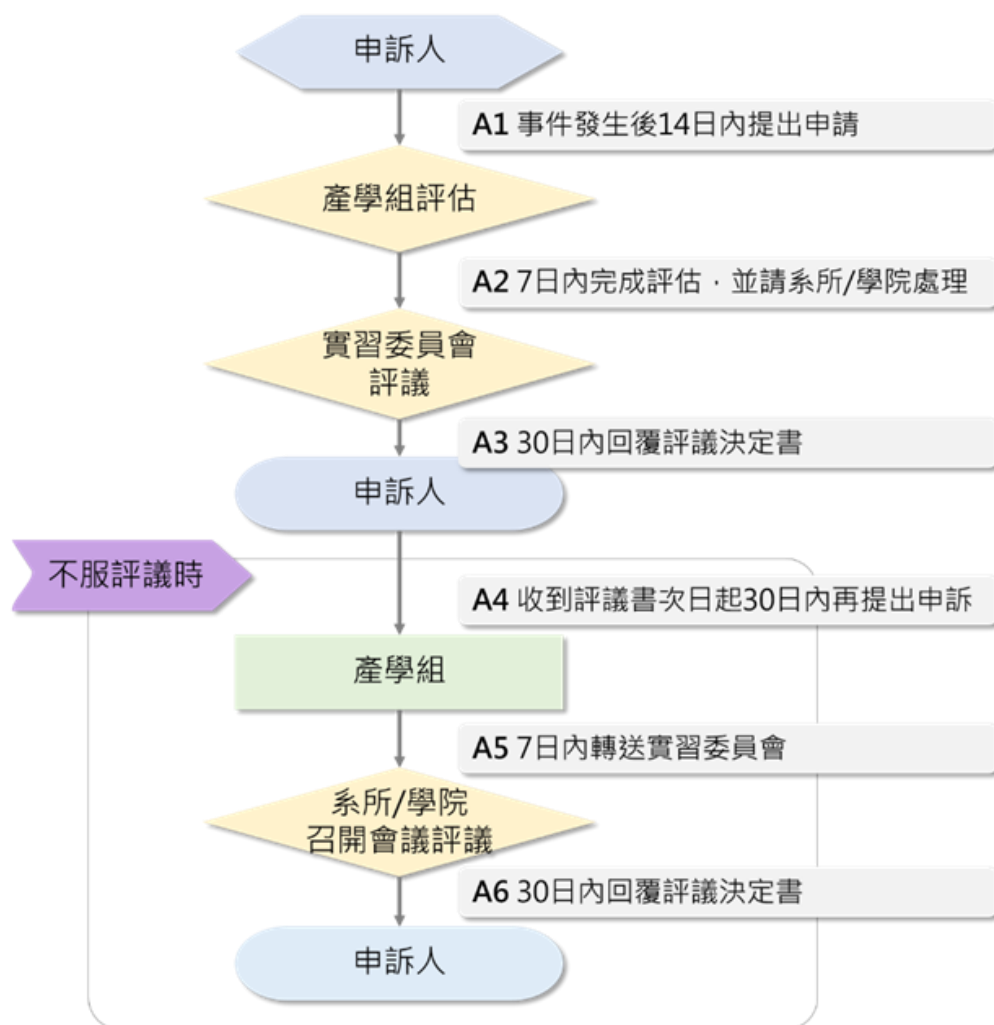 申訴人
A1 事件發生後14日內提出申請
產學組評估
A2 7日內完成評估，並請系所/學院處理
實習委員會
評議
A3 30日內回覆評議決定書
申訴人
不服評議時
A4 收到評議書次日起30日內再提出申訴
產學組
A5 7日內轉送實習委員會
系所/學院
召開會議評議
A6 30日內回覆評議決定書
申訴人